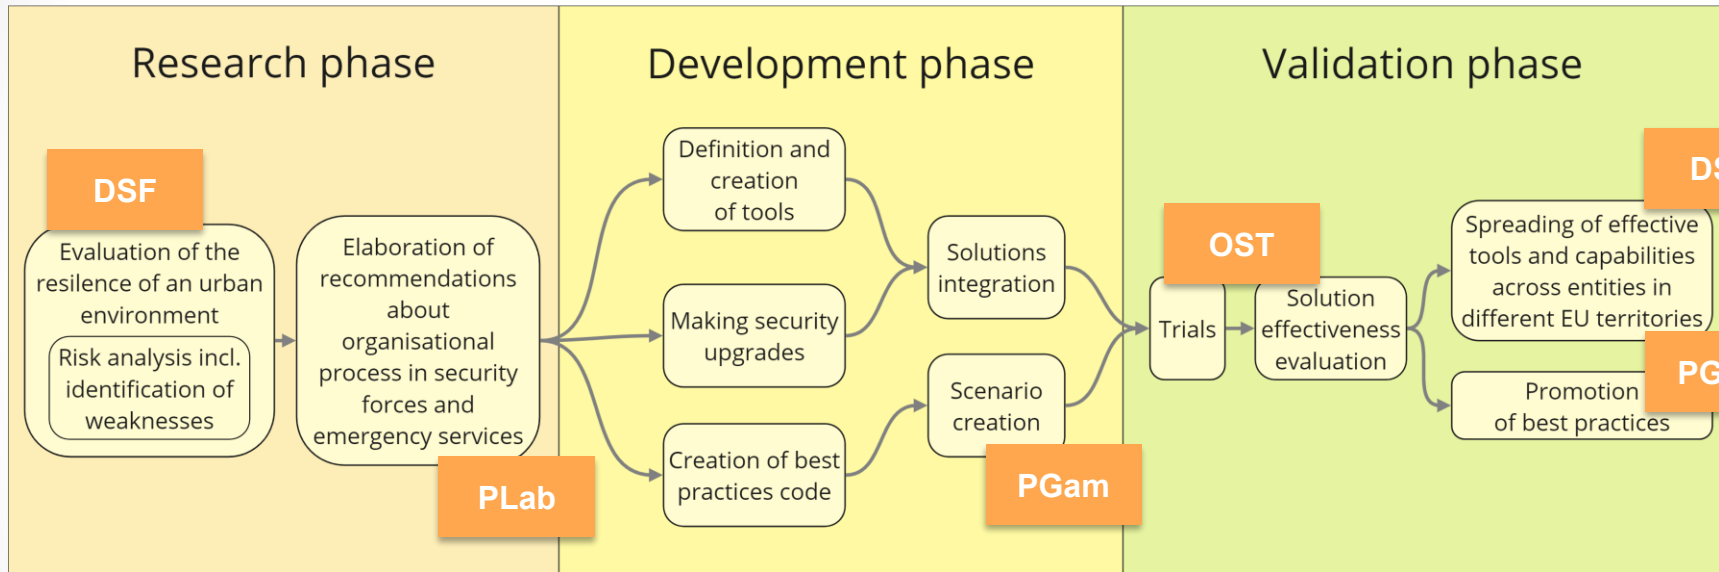 Research phase
DSF
Evaluation of the
resilence of an urban
environment
Risk analysis incl.
identification of
weaknesses
Elaboration of
recommendations
about
organisational
process in security
forces and
emergency services
PLab
Development phase
Definition and
creation
of tools
Making security
upgrades
Creation of best
practices code
Solutions
integration
Scenario
creation
PGam
Validation phase
OST
Trials
Solution
effectiveness
evaluation
Spreading of effective
tools and capabilities
across entities in
different EU territories
Promotion
of best practices